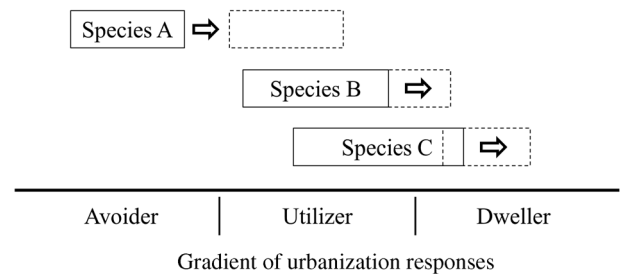 Species A
Species B
Species C
Avoider Utilizer Dweller
Gradient of urbanization responses